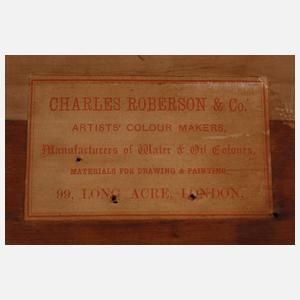 CHARLES ROBERSON & Co.
ARTISTS' COLOUR MAKERS,
Manufacturers of Water & Oil Colours,
MATERIALS FOR DRAWING & PAINTING
99, LONG ACRE, LONDON.